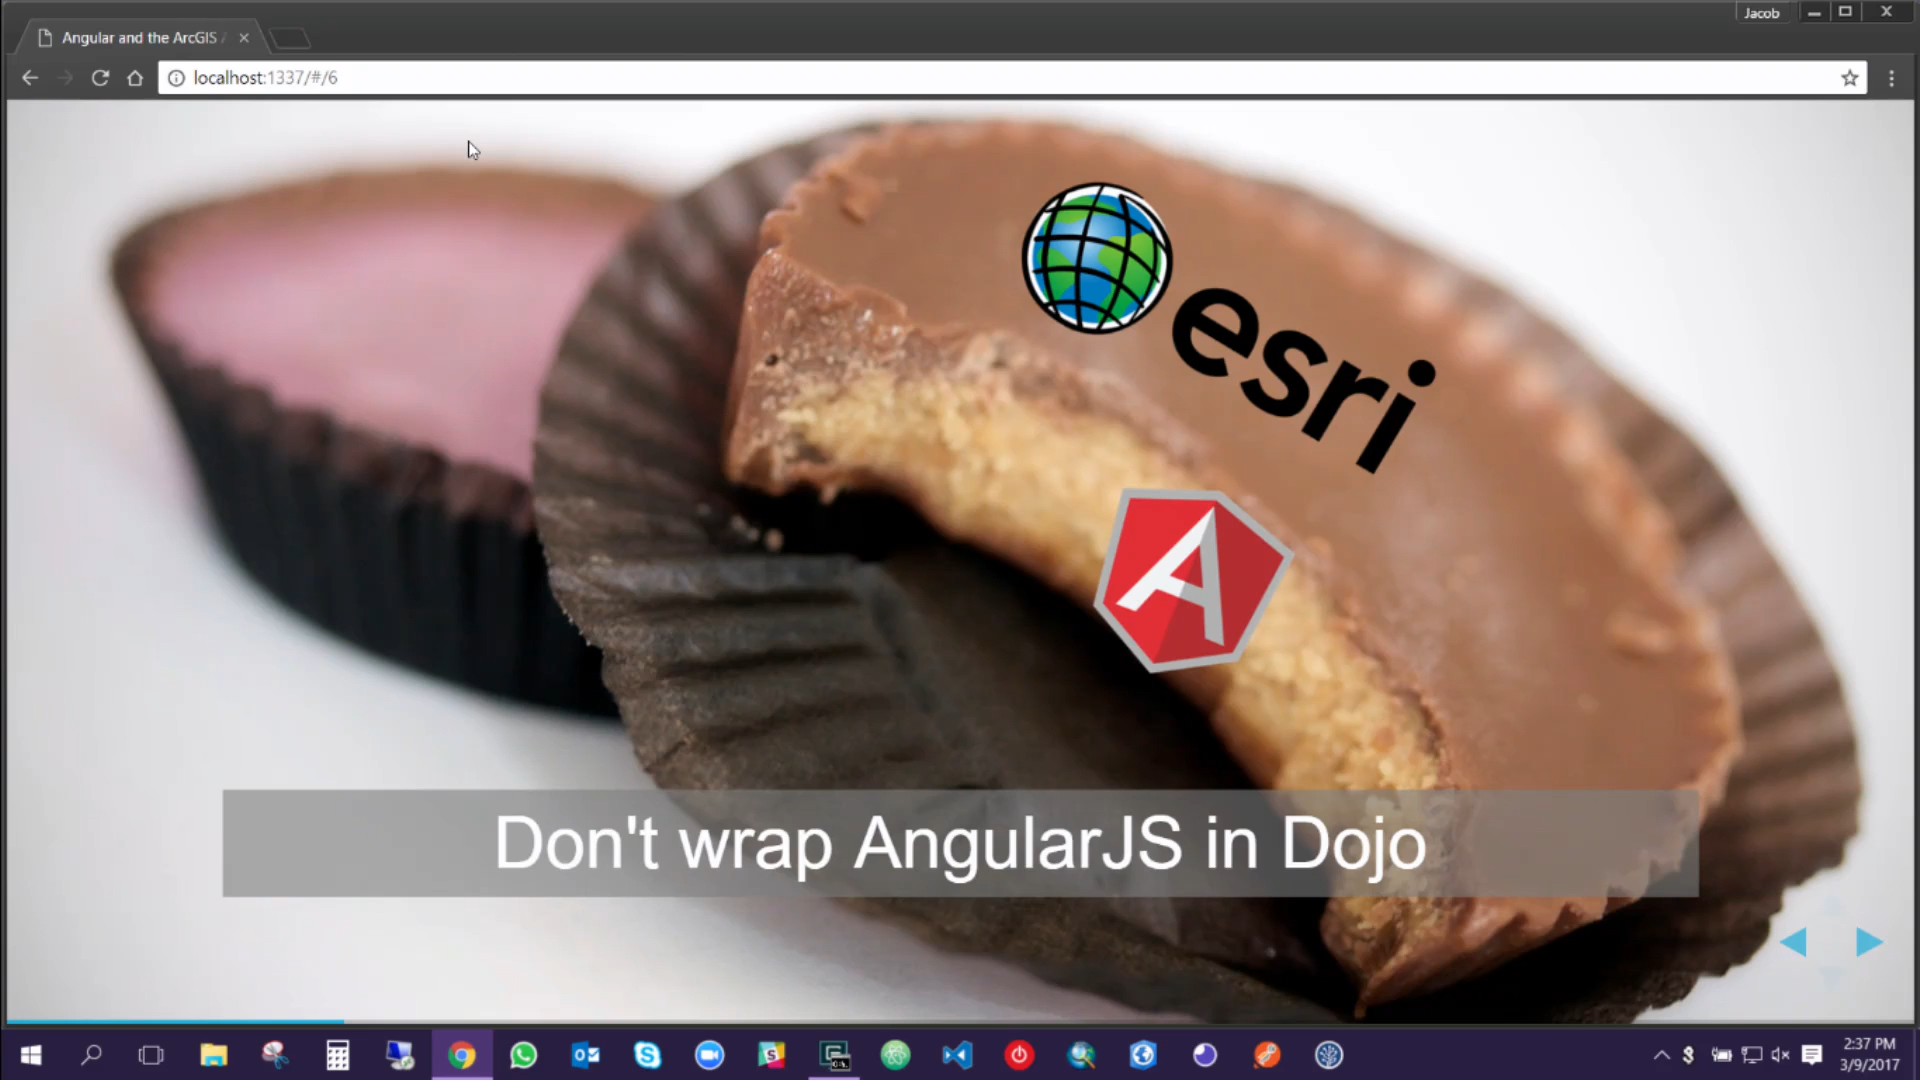 Jacob
Angular and the ArcGIS
localhost:1337/#/6
esri
A
Don't wrap AngularJS in Dojo
2:37 PM
3/9/2017